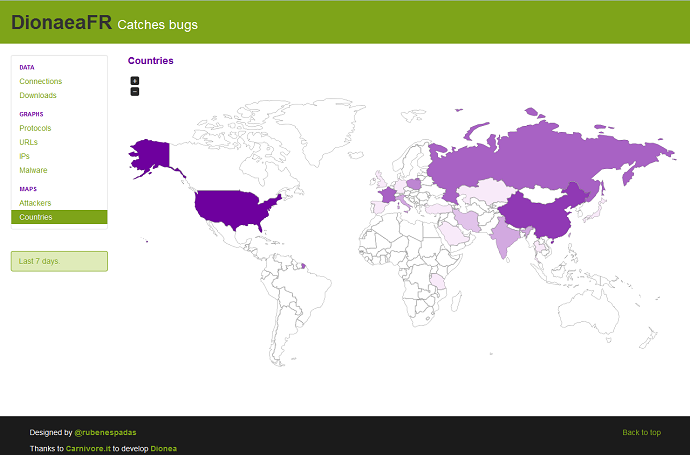 DionaeaFR Catches bugs
DATA
Connections
Downloads
GRAPHS
Protocols
URLs
IPs
Malware
MAPS
Attackers
Countries
Last 7 days.
Countries
+
−
Designed by @rubenespadas
Back to top
Thanks to Carnivore.it to develop Dionea